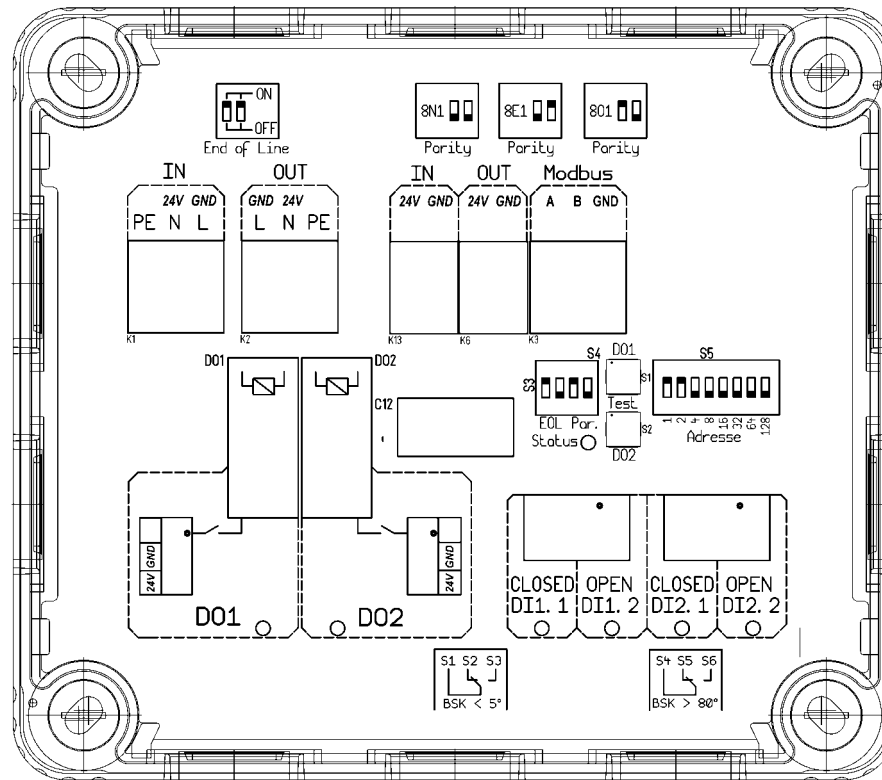 ON
OFF
End of Line
8N1
Parity
8E1
Parity
8O1
Parity
IN
24V GND
PE N L
K1
OUT
GND 24V
L N PE
K2
IN
24V GND
K13
OUT
24V GND
K6
Modbus
A B GND
K3
DO1
DO2
C12
S3
S4
EOL Par.
Status
DO1
S1
Test
S2
DO2
S5
1 2 4 8 16 32 64 128
Adresse
24V GND
DO1
24V GND
DO2
CLOSED
DI1.1
OPEN
DI1.2
CLOSED
DI2.1
OPEN
DI2.2
S1 S2 S3
BSK < 5°
S4 S5 S6
BSK > 80°